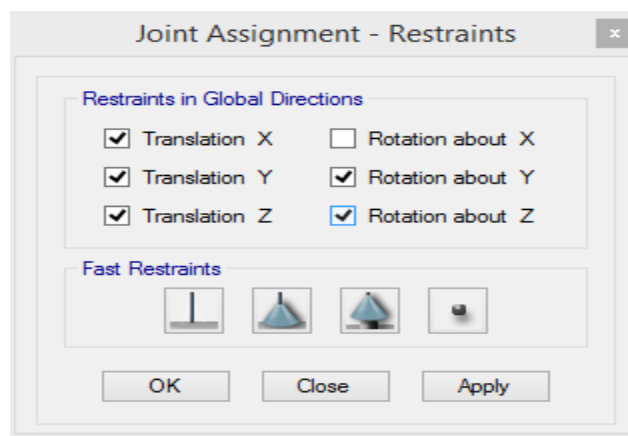 Joint Assignment - Restraints
x
Restraints in Global Directions
Translation X Rotation about X
Translation Y Rotation about Y
Translation Z Rotation about Z
Fast Restraints
OK Close Apply